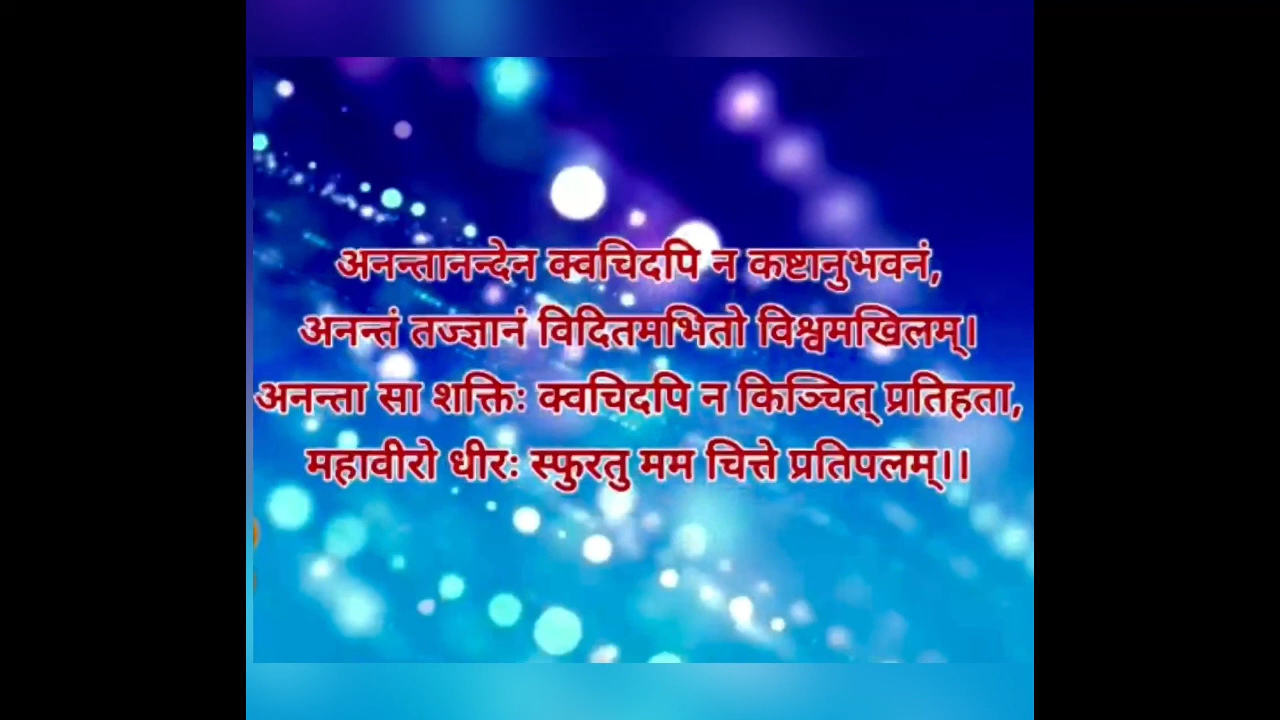 अनन्तानन्देन क्वचिदपि न कष्टानुभवनं,
अनन्तं तज्ज्ञानं विदितमभितो विश्वमखिलम्।
अनन्ता सा शक्तिः क्वचिदपि न किञ्चित् प्रतिहता,
महावीरो धीरः स्फुरतु मम चित्ते प्रतिपलम्।।